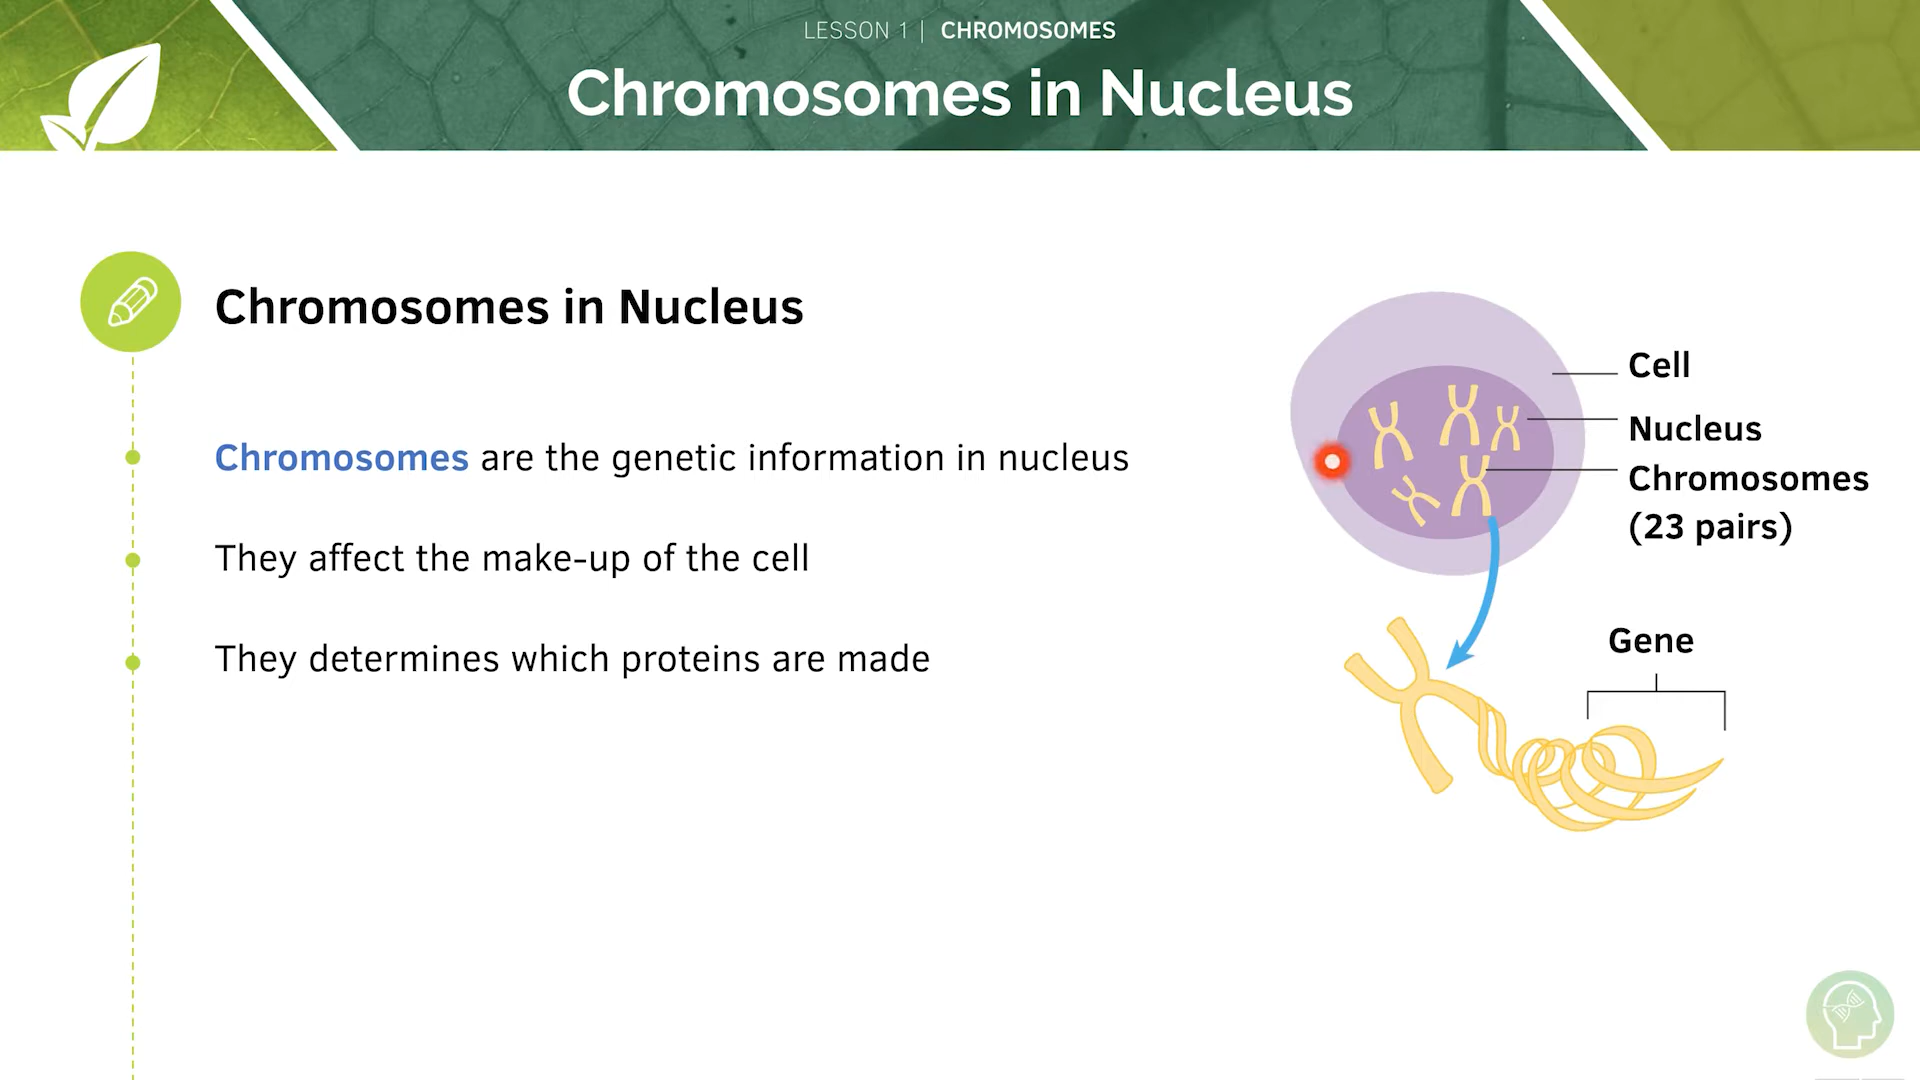 LESSON 1 | CHROMOSOMES
Chromosomes in Nucleus
Chromosomes in Nucleus
Chromosomes are the genetic information in nucleus
They affect the make-up of the cell
They determines which proteins are made
Cell
Nucleus
Chromosomes
(23 pairs)
Gene